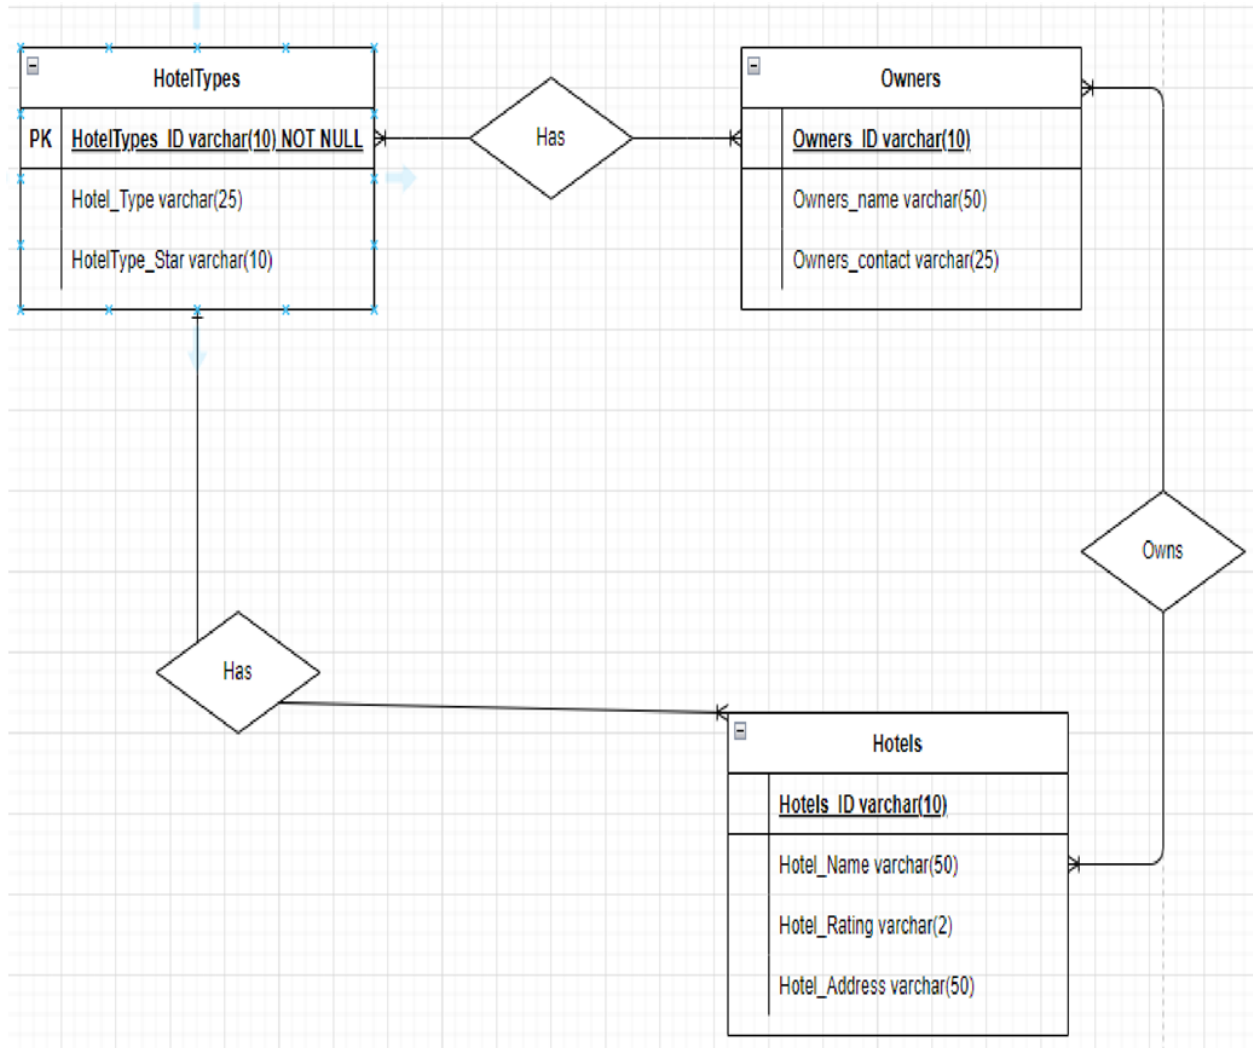 HotelTypes
PK HotelTypes_ID varchar(10) NOT NULL
Hotel_Type varchar(25)
HotelType_Star varchar(10)
Has
Owners
Owners_ID varchar(10)
Owners_name varchar(50)
Owners_contact varchar(25)
Owns
Has
Hotels
Hotels_ID varchar(10)
Hotel_Name varchar(50)
Hotel_Rating varchar(2)
Hotel_Address varchar(50)